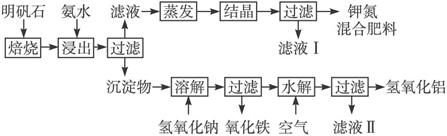 明矾石 氨水 滤液 蒸发 结晶 过滤 钾氮
混合肥料
焙烧 浸出 过滤 滤液Ⅰ
沉淀物 溶解 过滤 水解 过滤 氢氧化铝
氢氧化钠 氧化铁 空气 滤液Ⅱ